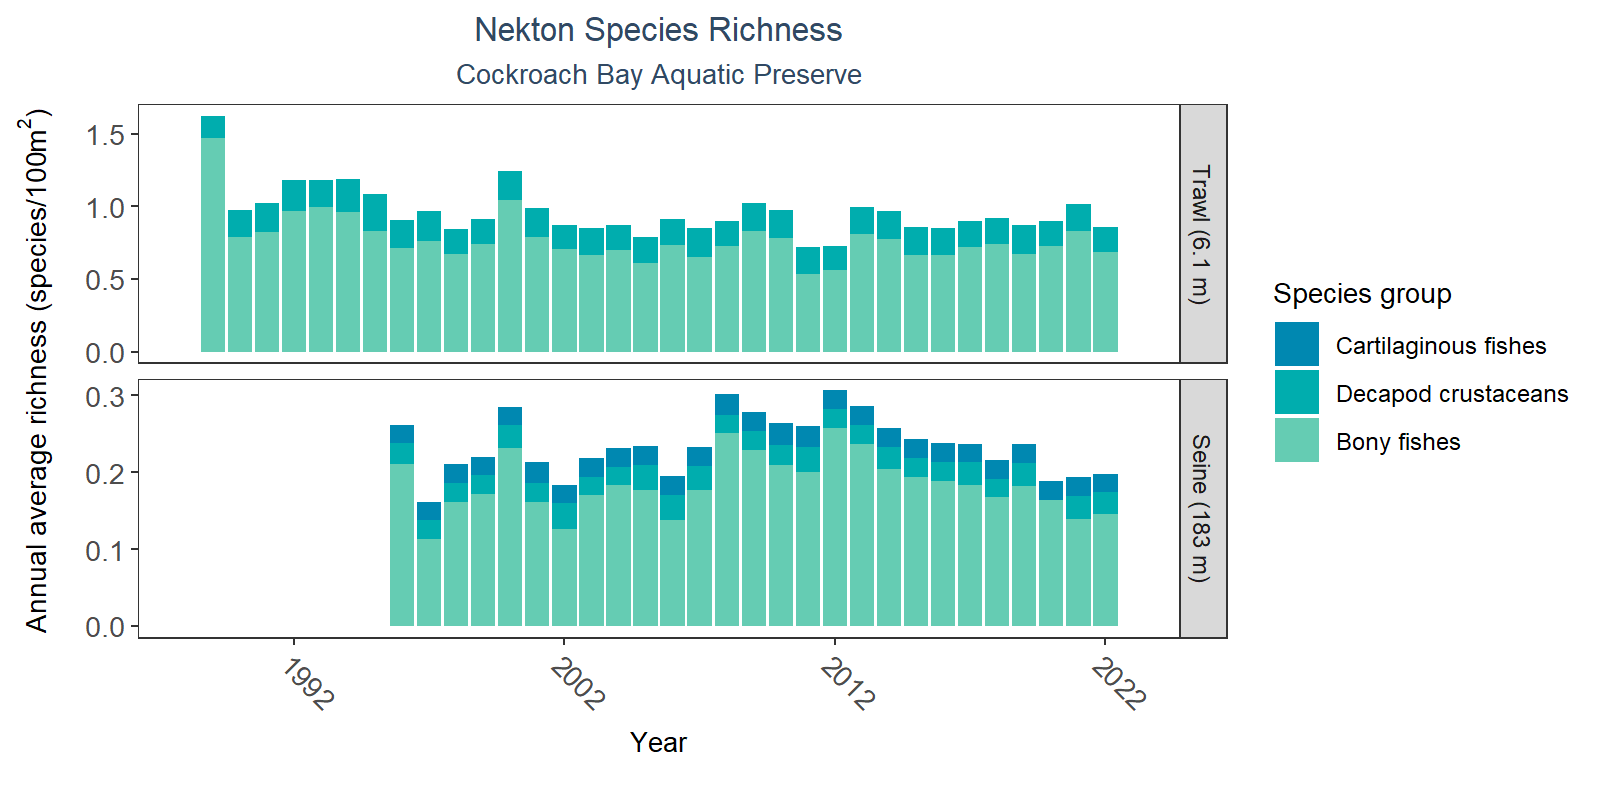 Nekton Species Richness
Cockroach Bay Aquatic Preserve
Annual average richness (species/100m²)
1.5
1.0
0.5
0.0
Trawl (6.1 m)
0.3
0.2
0.1
0.0
Seine (183 m)
1992
2002
2012
2022
Year
Species group
Cartilaginous fishes
Decapod crustaceans
Bony fishes